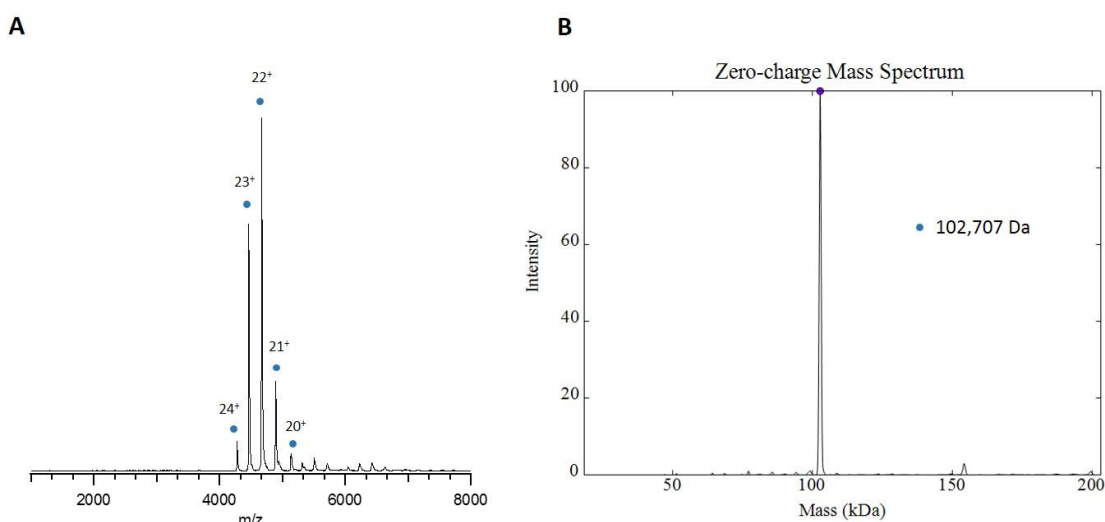 A
22⁺
23⁺
21⁺
24⁺
20⁺
2000 4000 6000 8000
m/z
B
Zero-charge Mass Spectrum
100
80
60
40
20
0
Intensity
102,707 Da
50 100 150 200
Mass (kDa)